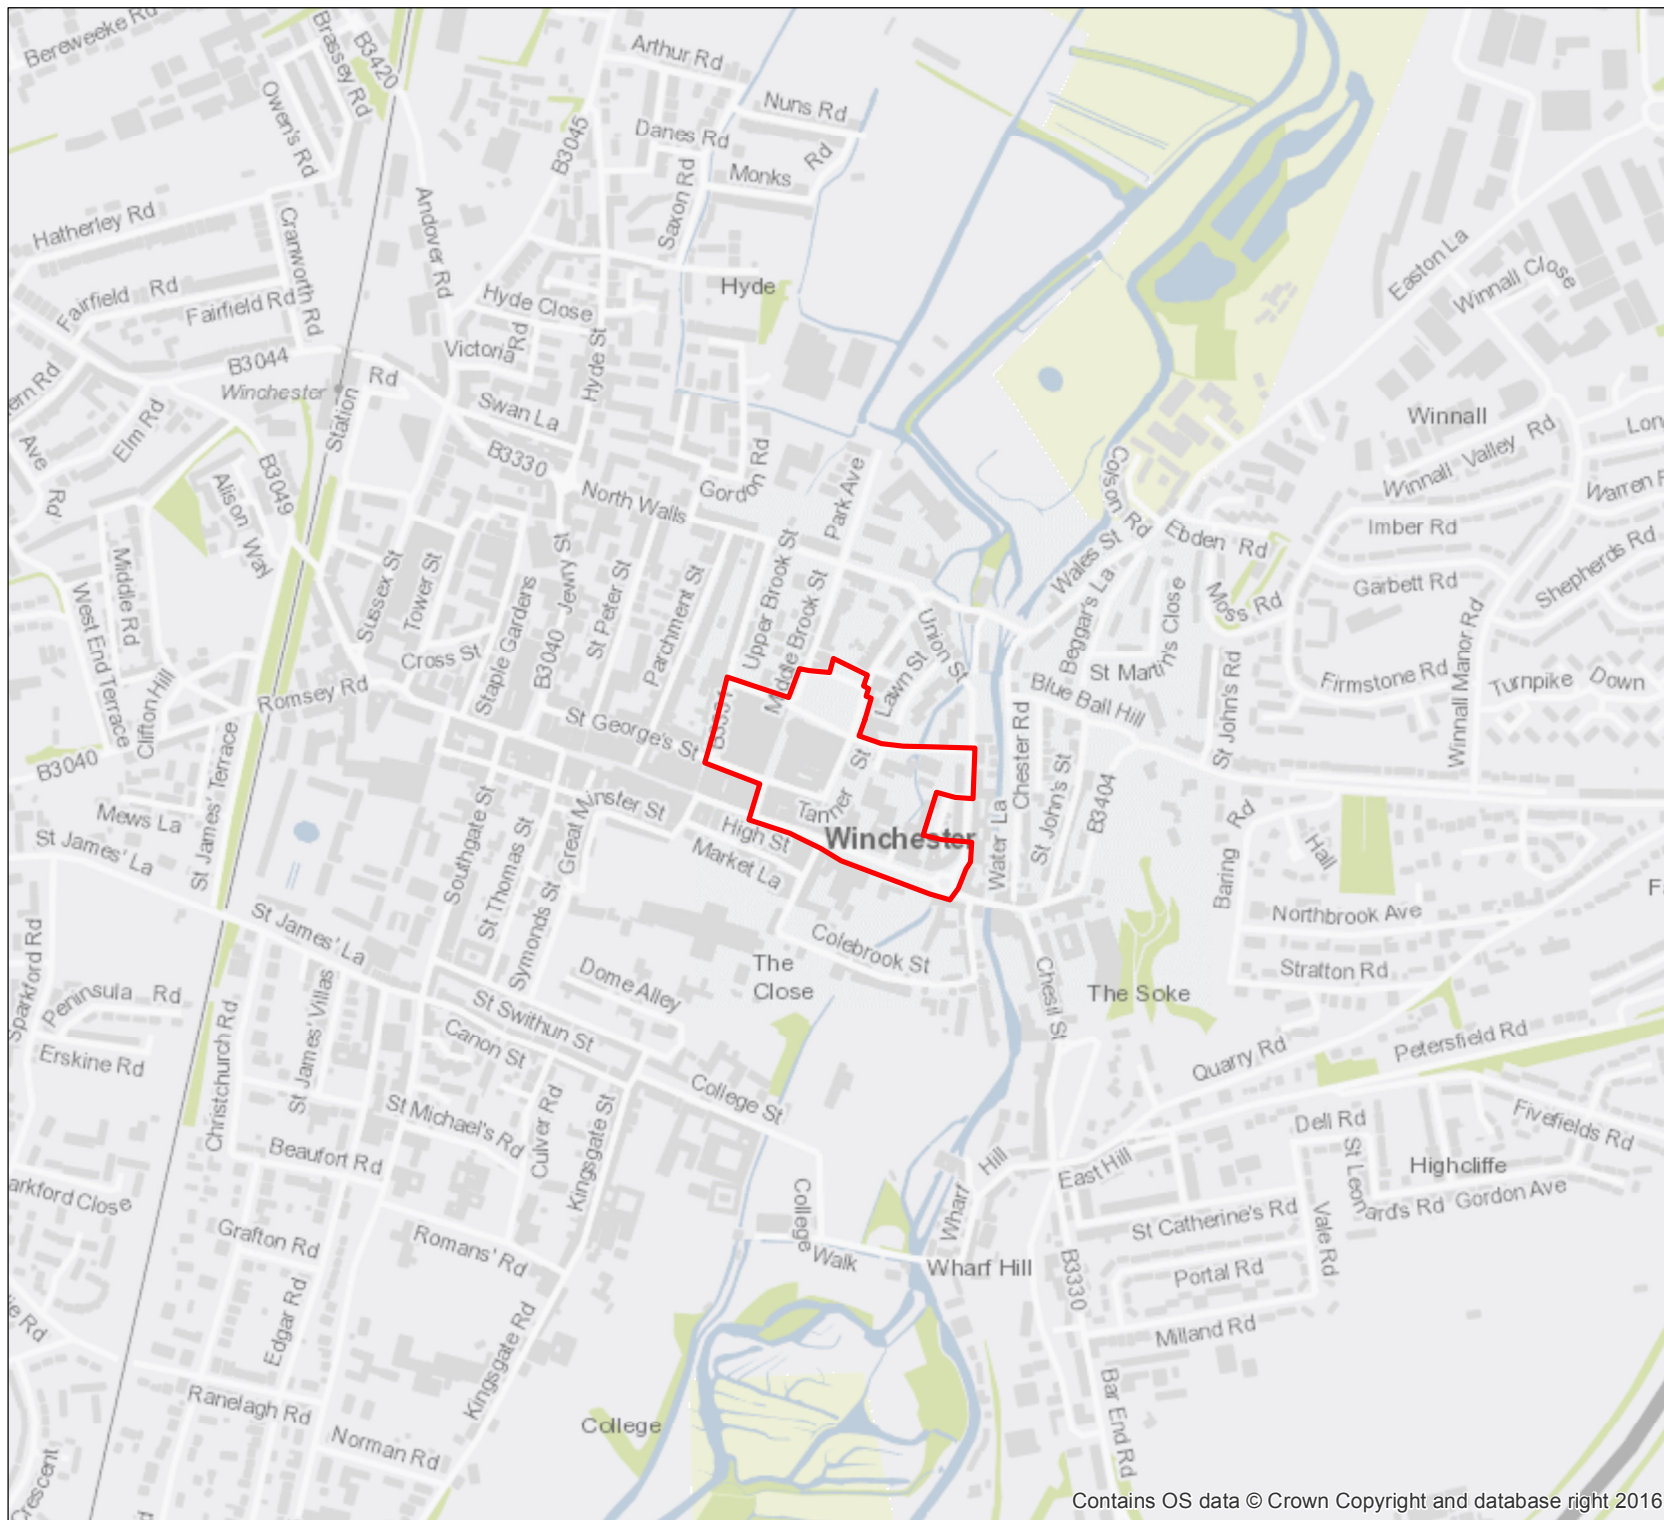 Bereweeke Rd
Brassey Rd
B3420
Arthur Rd
Owen's Rd
B3045
Nuns Rd
Danes Rd
Rd
Monks
Saxon Rd
Hatherley Rd
Cranworth Rd
Andover Rd
Easton La
Winnall Close
Fairfield Rd
Fairfield Rd
Hyde
Hyde Close
Victoria Rd
Hyde St
B3044
Winchester
Rd
Station
Swan La
Elm Rd
Ave
Rd
B3330
B3049
Alison Way
North Walls
Gordon Rd
Park Ave
Colson Rd
Winnall
Winnall Valley Rd
Imber Rd
Ebden Rd
Wales St
Garbett Rd
Shepherds Rd
Middle Rd
West End Terrace
Clifton Hill
Sussex St
Tower St
Cross St
Staple Gardens
B3040
Jewry St
St Peter St
Parchment St
Upper Brook St
Middle Brook St
Union St
Lawn St
Beggar's La
St Martin's Close
Moss Rd
St John's Rd
Firmstone Rd
Winnall Manor Rd
Turnpike Down
Blue Ball Hill
Romsey Rd
St George's St
B3040
Mews La
St James' La
St James' Terrace
Southgate St
St Thomas St
Symonds St
Great Minster St
High St
Market La
Tanner St
Winchester
Water La
Chester Rd
St John's St
B3404
Baring Rd
Hall
Northbrook Ave
Stratton Rd
St James' La
Colebrook St
The
Close
Dome Alley
Chesil St
The Soke
Quarry Rd
Petersfield Rd
Sparkford Rd
Peninsula Rd
Erskine Rd
Christchurch Rd
St James' Villas
St Swithun St
Canon St
College St
St Michael's Rd
Culver Rd
Kingsgate St
Beaufort Rd
Wharf Hill
East Hill
Dell Rd
St Leonard's Rd
Fivefields Rd
Highcliffe
Gordon Ave
arkford Close
Grafton Rd
Romans' Rd
College Walk
Wharf Hill
St Catherine's Rd
Vale Rd
Portal Rd
B3330
Milland Rd
Edgar Rd
Kingsgate Rd
Ranelagh Rd
Norman Rd
College
Bar End Rd
Contains OS data © Crown Copyright and database right 2016